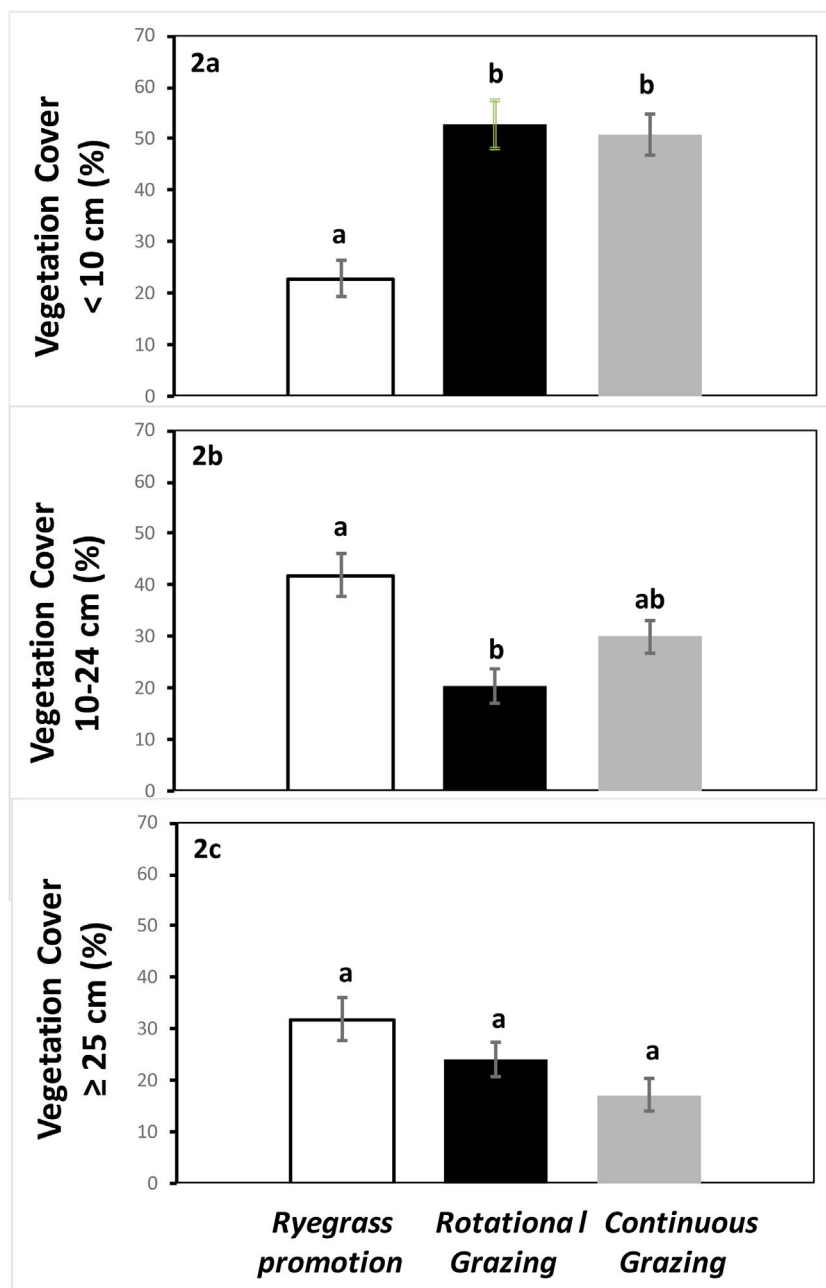 2a
Vegetation Cover
< 10 cm (%)
70
60
50
40
30
20
10
0
a
b
b
2b
Vegetation Cover
10-24 cm (%)
70
60
50
40
30
20
10
0
a
b
ab
2c
Vegetation Cover
≥ 25 cm (%)
70
60
50
40
30
20
10
0
a
a
a
Ryegrass
promotion
Rotational
Grazing
Continuous
Grazing